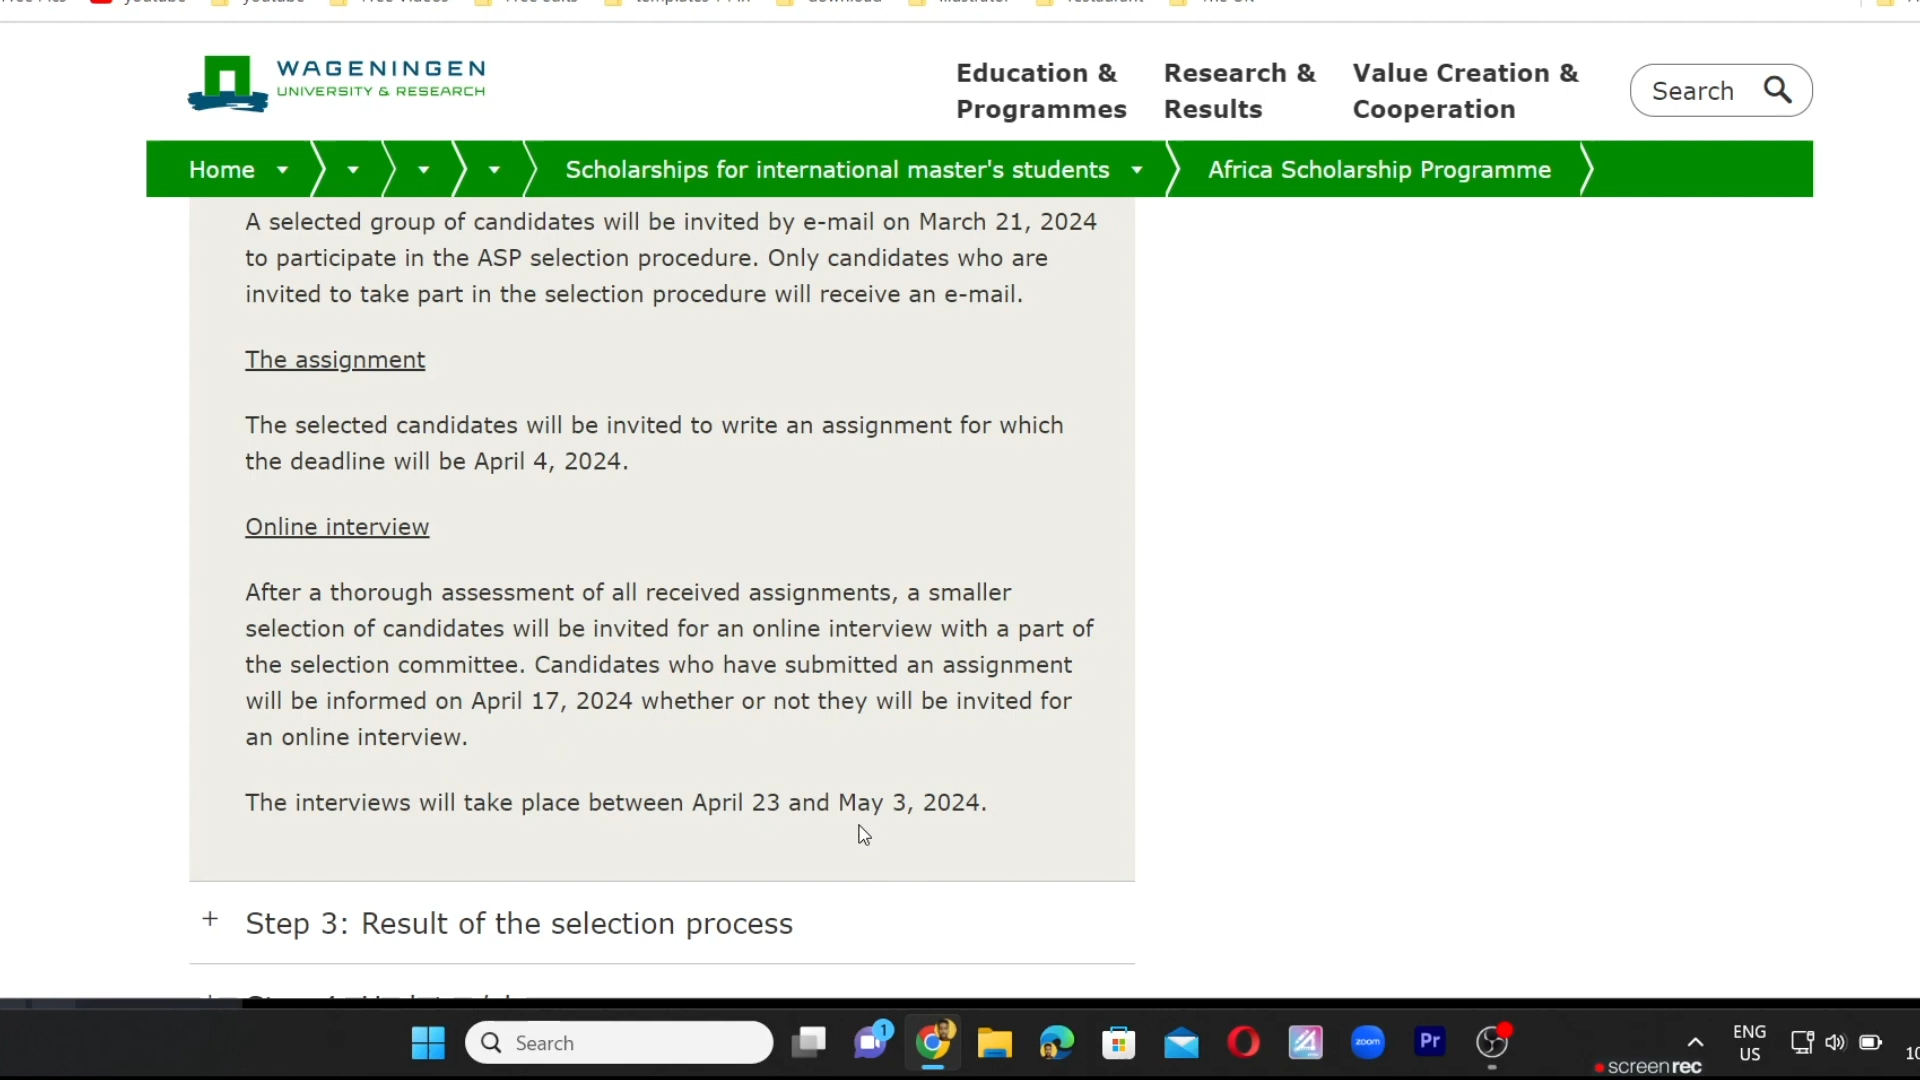 youtube
WAGENINGEN
UNIVERSITY & RESEARCH
Education &
Programmes
Research &
Results
Value Creation &
Cooperation
Search
Home
Scholarships for international master's students
Africa Scholarship Programme
A selected group of candidates will be invited by e-mail on March 21, 2024
to participate in the ASP selection procedure. Only candidates who are
invited to take part in the selection procedure will receive an e-mail.
The assignment
The selected candidates will be invited to write an assignment for which
the deadline will be April 4, 2024.
Online interview
After a thorough assessment of all received assignments, a smaller
selection of candidates will be invited for an online interview with a part of
the selection committee. Candidates who have submitted an assignment
will be informed on April 17, 2024 whether or not they will be invited for
an online interview.
The interviews will take place between April 23 and May 3, 2024.
+ Step 3: Result of the selection process
Search
1
zoom
Pr
ENG
US
10
screenrec